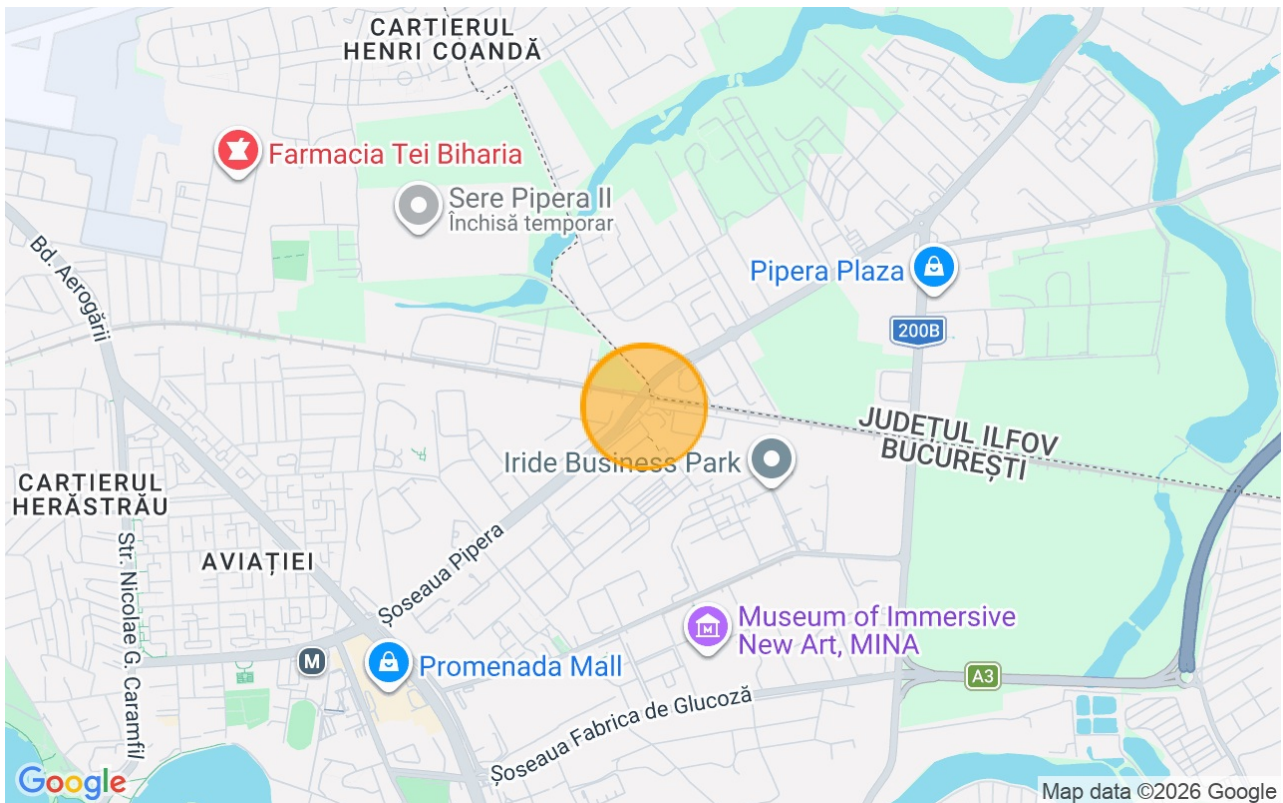 CARTIERUL
HENRI COANDĂ
Farmacia Tei Biharia
Sere Pipera II
Închisă temporar
Bd. Aerogării
Pipera Plaza
200B
JUDEȚUL ILFOV
BUCUREȘTI
Iride Business Park
CARTIERUL
HERĂSTRĂU
AVIAȚIEI
Șoseaua Pipera
Str. Nicolae G. Caramfil
M
Promenada Mall
Museum of Immersive
New Art, MINA
A3
Șoseaua Fabrica de Glucoză
Google
Map data ©2026 Google